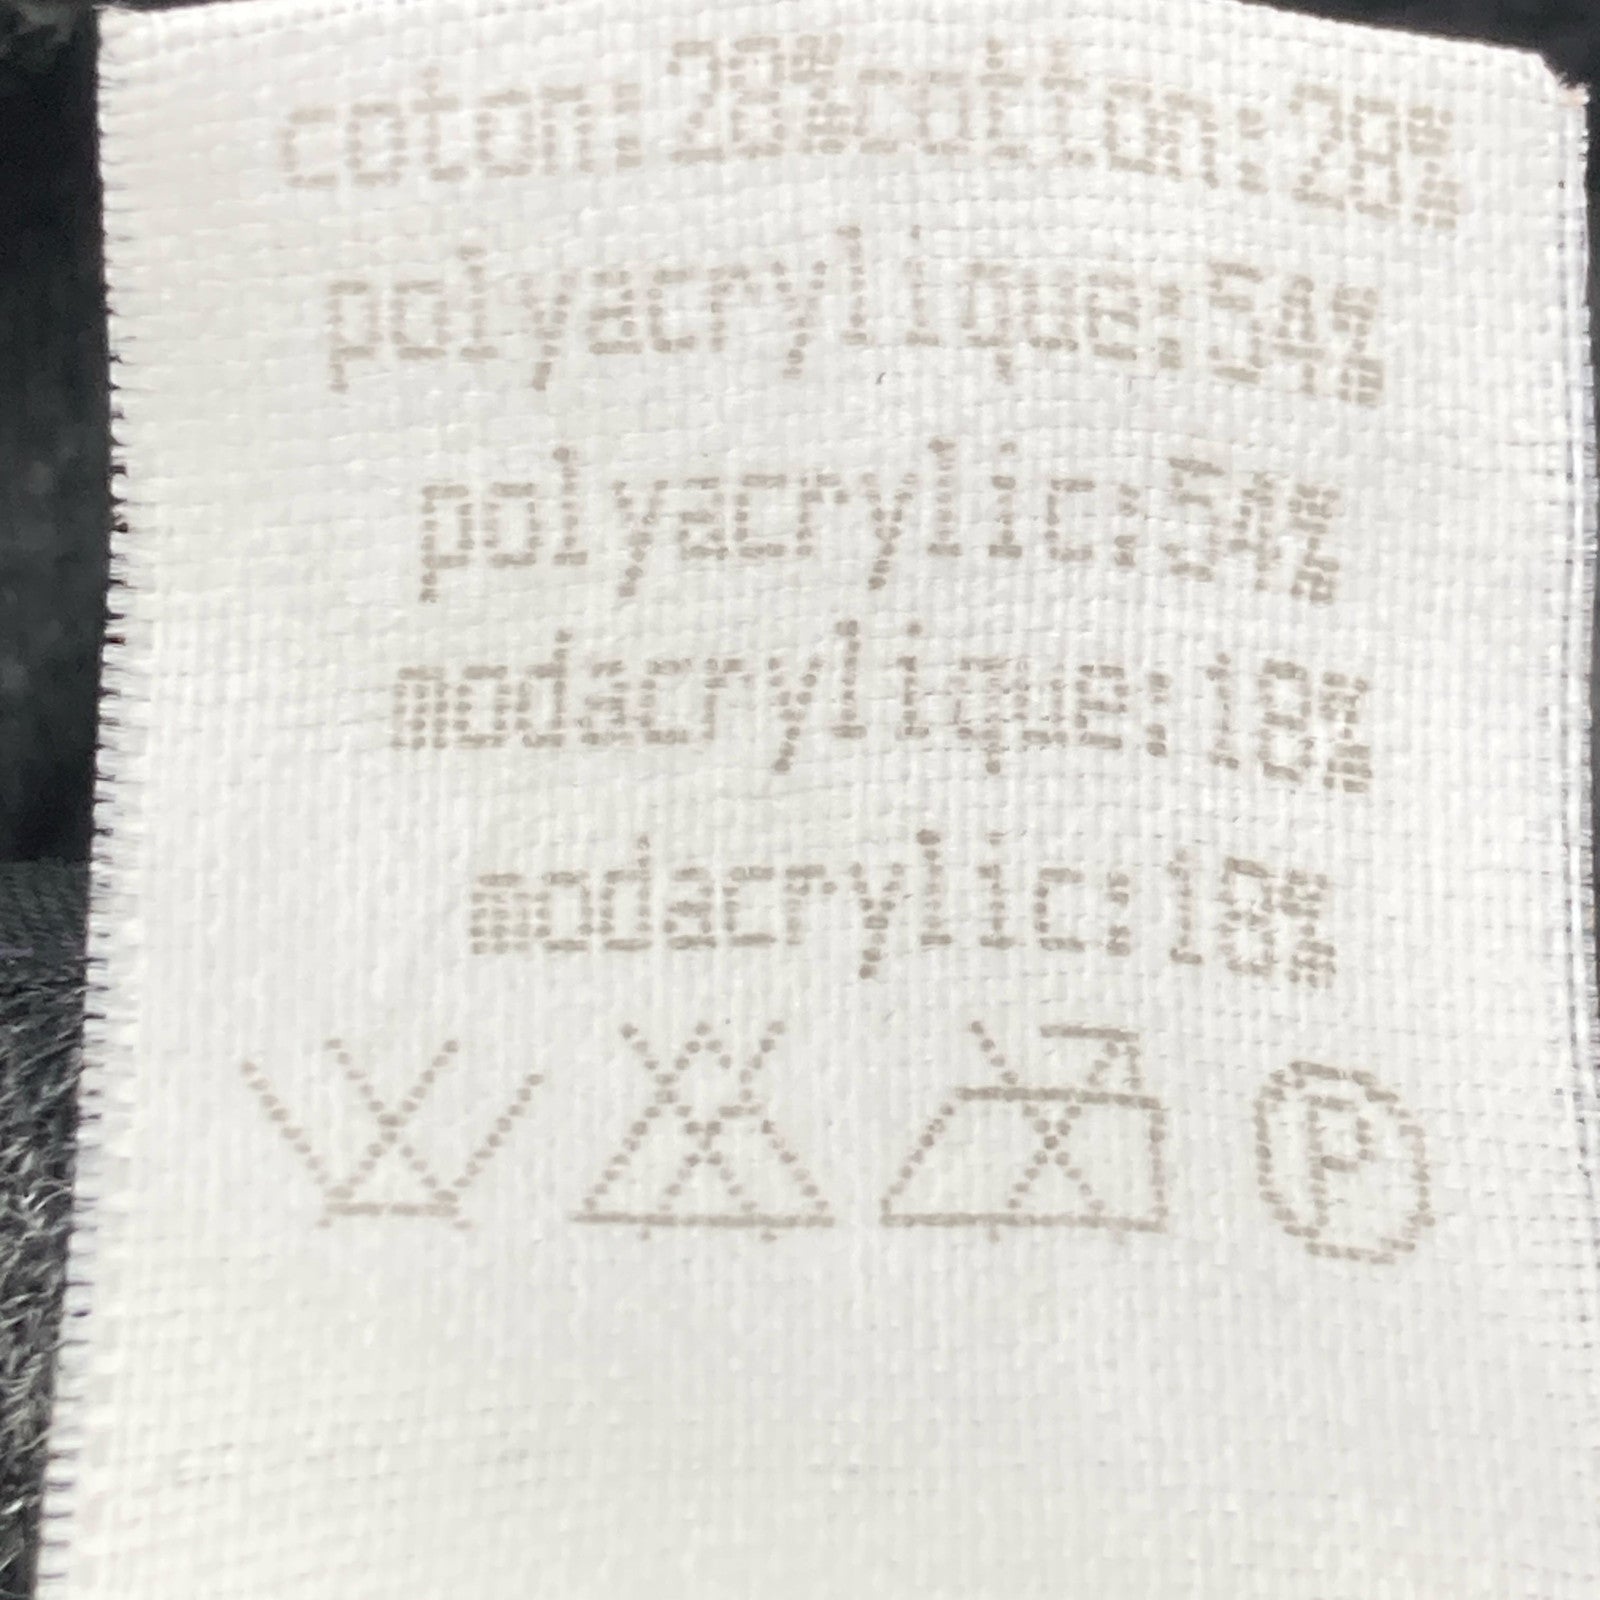 coton:28%cotton:28%
polyacrylique:54%
polyacrylic:54%
modacrylique:18%
modacrylic:18%
P